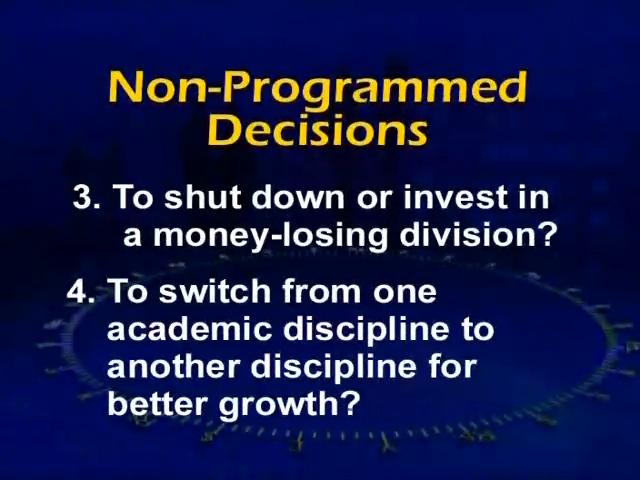 Non-Programmed
Decisions
3. To shut down or invest in
a money-losing division?
4. To switch from one
academic discipline to
another discipline for
better growth?